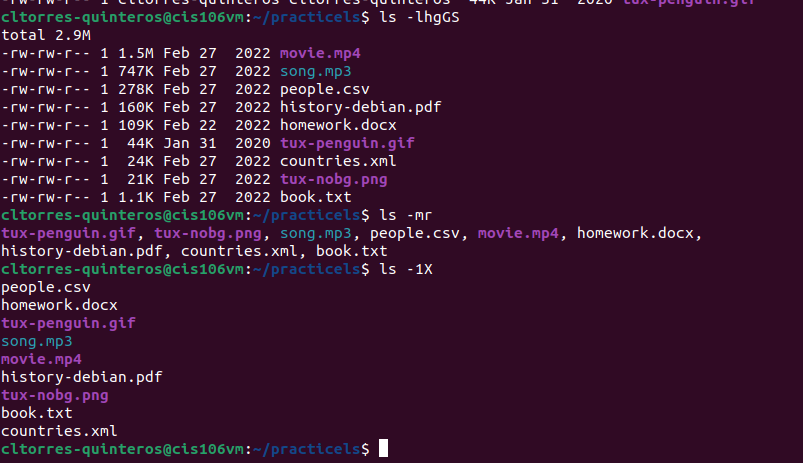 cltorres-quinteros cltorres-quinteros 44K Jan 31 2020 tux-penguin.gif
cltorres-quinteros@cis106vm:~/practicels$ ls -lhgGS
total 2.9M
-rw-rw-r-- 1 1.5M Feb 27  2022 movie.mp4
-rw-rw-r-- 1 747K Feb 27  2022 song.mp3
-rw-rw-r-- 1 278K Feb 27  2022 people.csv
-rw-rw-r-- 1 160K Feb 27  2022 history-debian.pdf
-rw-rw-r-- 1 109K Feb 22  2022 homework.docx
-rw-rw-r-- 1  44K Jan 31  2020 tux-penguin.gif
-rw-rw-r-- 1  24K Feb 27  2022 countries.xml
-rw-rw-r-- 1  21K Feb 27  2022 tux-nobg.png
-rw-rw-r-- 1 1.1K Feb 27  2022 book.txt
cltorres-quinteros@cis106vm:~/practicels$ ls -mr
tux-penguin.gif, tux-nobg.png, song.mp3, people.csv, movie.mp4, homework.docx,
history-debian.pdf, countries.xml, book.txt
cltorres-quinteros@cis106vm:~/practicels$ ls -1X
people.csv
homework.docx
tux-penguin.gif
song.mp3
movie.mp4
history-debian.pdf
tux-nobg.png
book.txt
countries.xml
cltorres-quinteros@cis106vm:~/practicels$